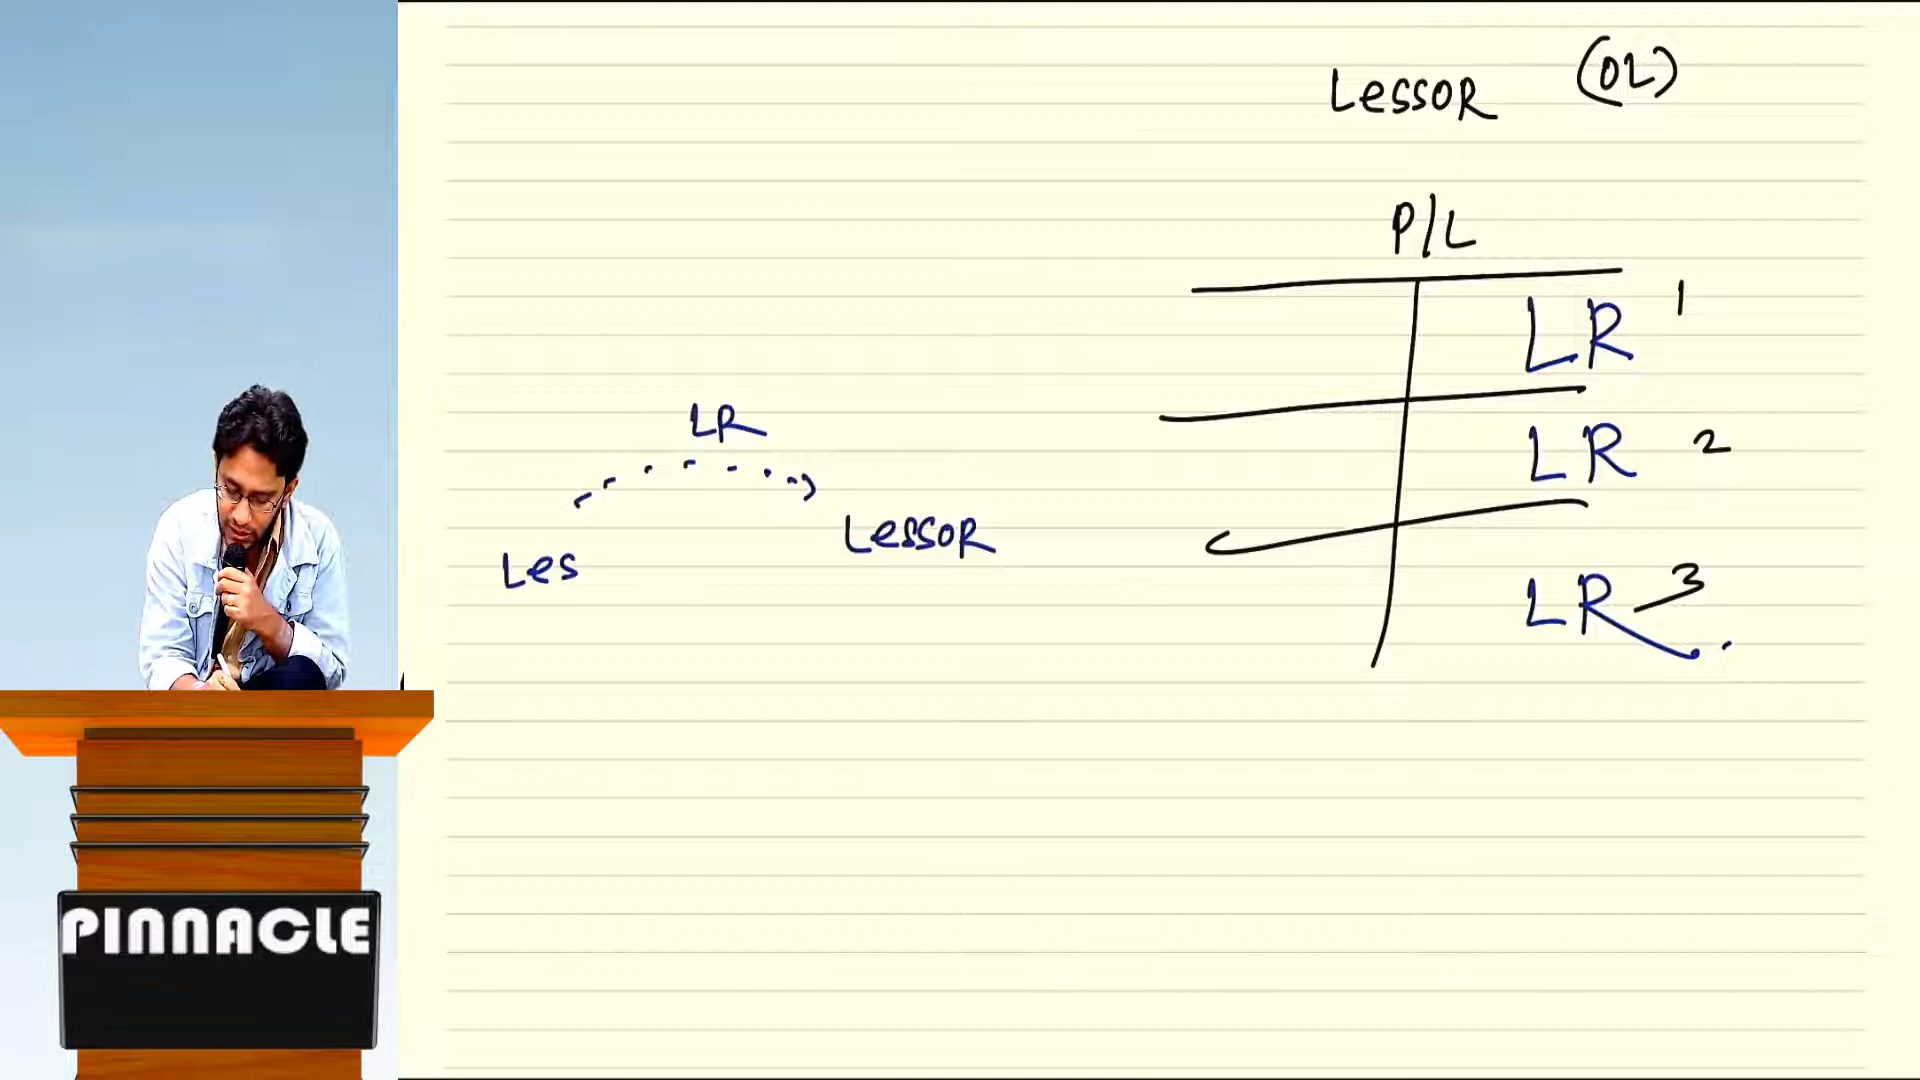 Lessor (OL)
P/L
LR 1
LR 2
LR 3
LR
Les Lessor
PINNACLE